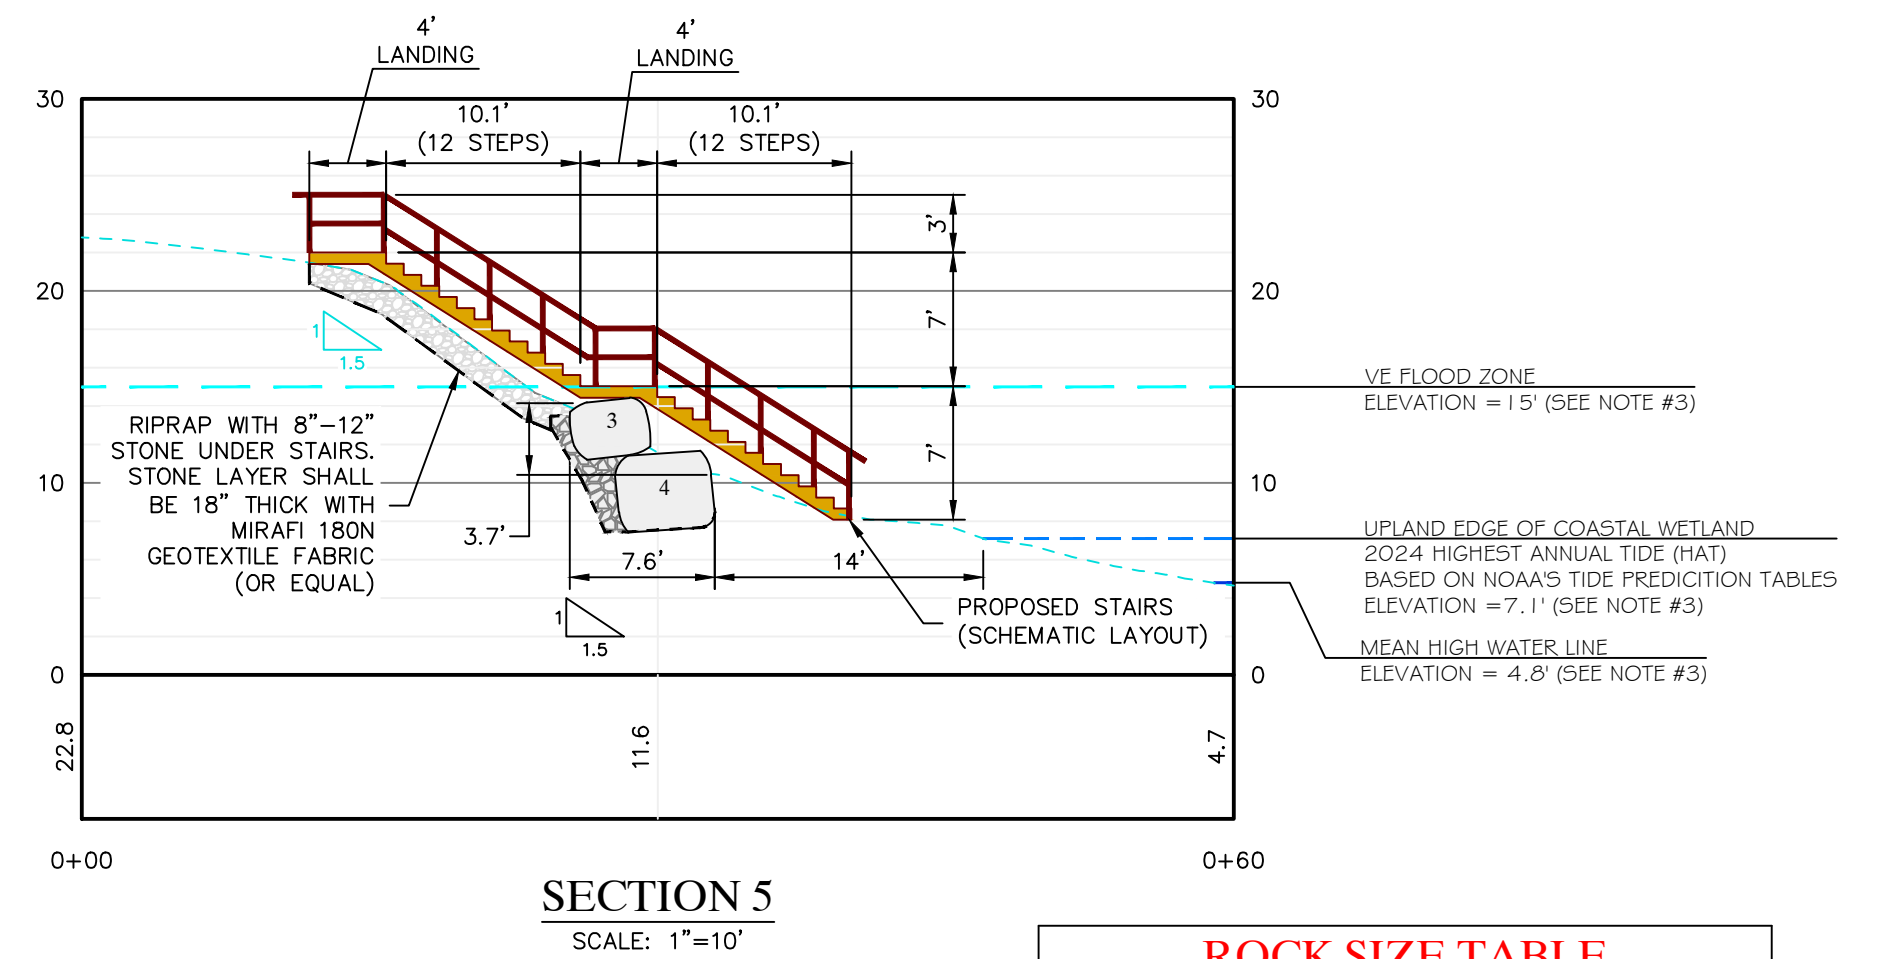 4’
LANDING
4’
LANDING
30
30
10.1’
(12 STEPS)
10.1’
(12 STEPS)
3’
20
20
7’
1
1.5
VE FLOOD ZONE
ELEVATION =15' (SEE NOTE #3)
RIPRAP WITH 8”–12”
STONE UNDER STAIRS.
STONE LAYER SHALL
BE 18” THICK WITH
MIRAFI 180N
GEOTEXTILE FABRIC
(OR EQUAL)
3
7’
4
10
10
3.7’
7.6’
14’
UPLAND EDGE OF COASTAL WETLAND
2024 HIGHEST ANNUAL TIDE (HAT)
BASED ON NOAA'S TIDE PREDICITION TABLES
ELEVATION =7.1' (SEE NOTE #3)
1
1.5
PROPOSED STAIRS
(SCHEMATIC LAYOUT)
MEAN HIGH WATER LINE
ELEVATION = 4.8' (SEE NOTE #3)
0
0
22.8
11.6
4.7
0+00
0+60
SECTION 5
SCALE: 1”=10’
ROCK SIZE TABLE